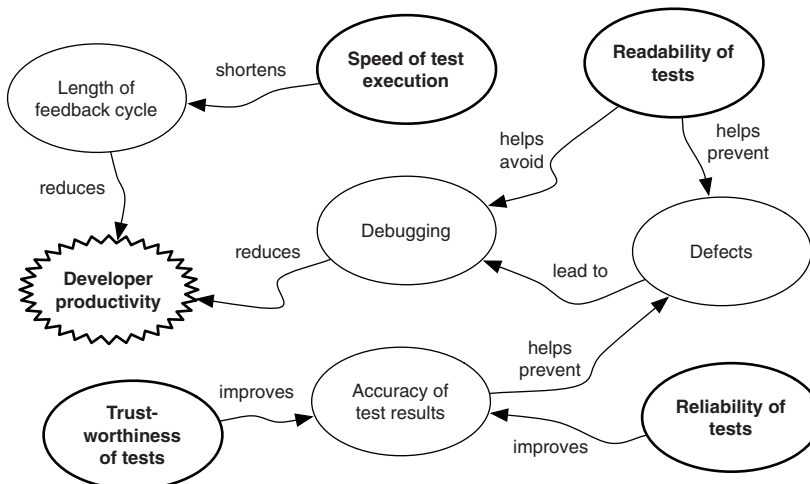 Length of
feedback cycle
shortens
Speed of test
execution
Readability of
tests
helps
avoid
helps
prevent
reduces
Debugging
Defects
reduces
lead to
Developer
productivity
helps
prevent
improves
Accuracy of
test results
Trust-
worthiness
of tests
improves
Reliability of
tests